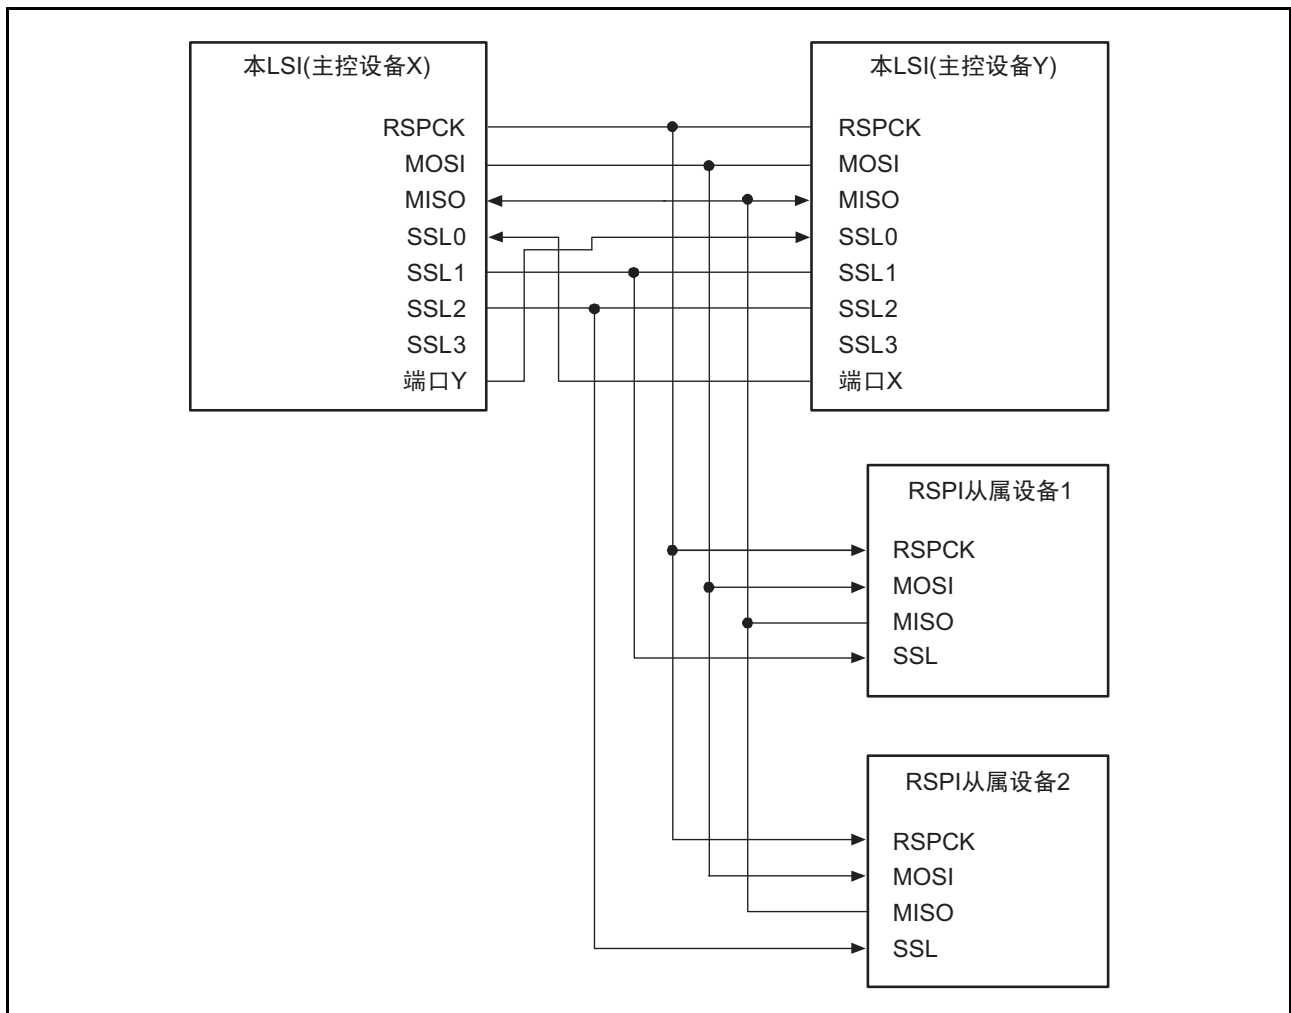 本LSI(主控设备X)
RSPCK
MOSI
MISO
SSL0
SSL1
SSL2
SSL3
端口Y
本LSI(主控设备Y)
RSPCK
MOSI
MISO
SSL0
SSL1
SSL2
SSL3
端口X
RSPI从属设备1
RSPCK
MOSI
MISO
SSL
RSPI从属设备2
RSPCK
MOSI
MISO
SSL